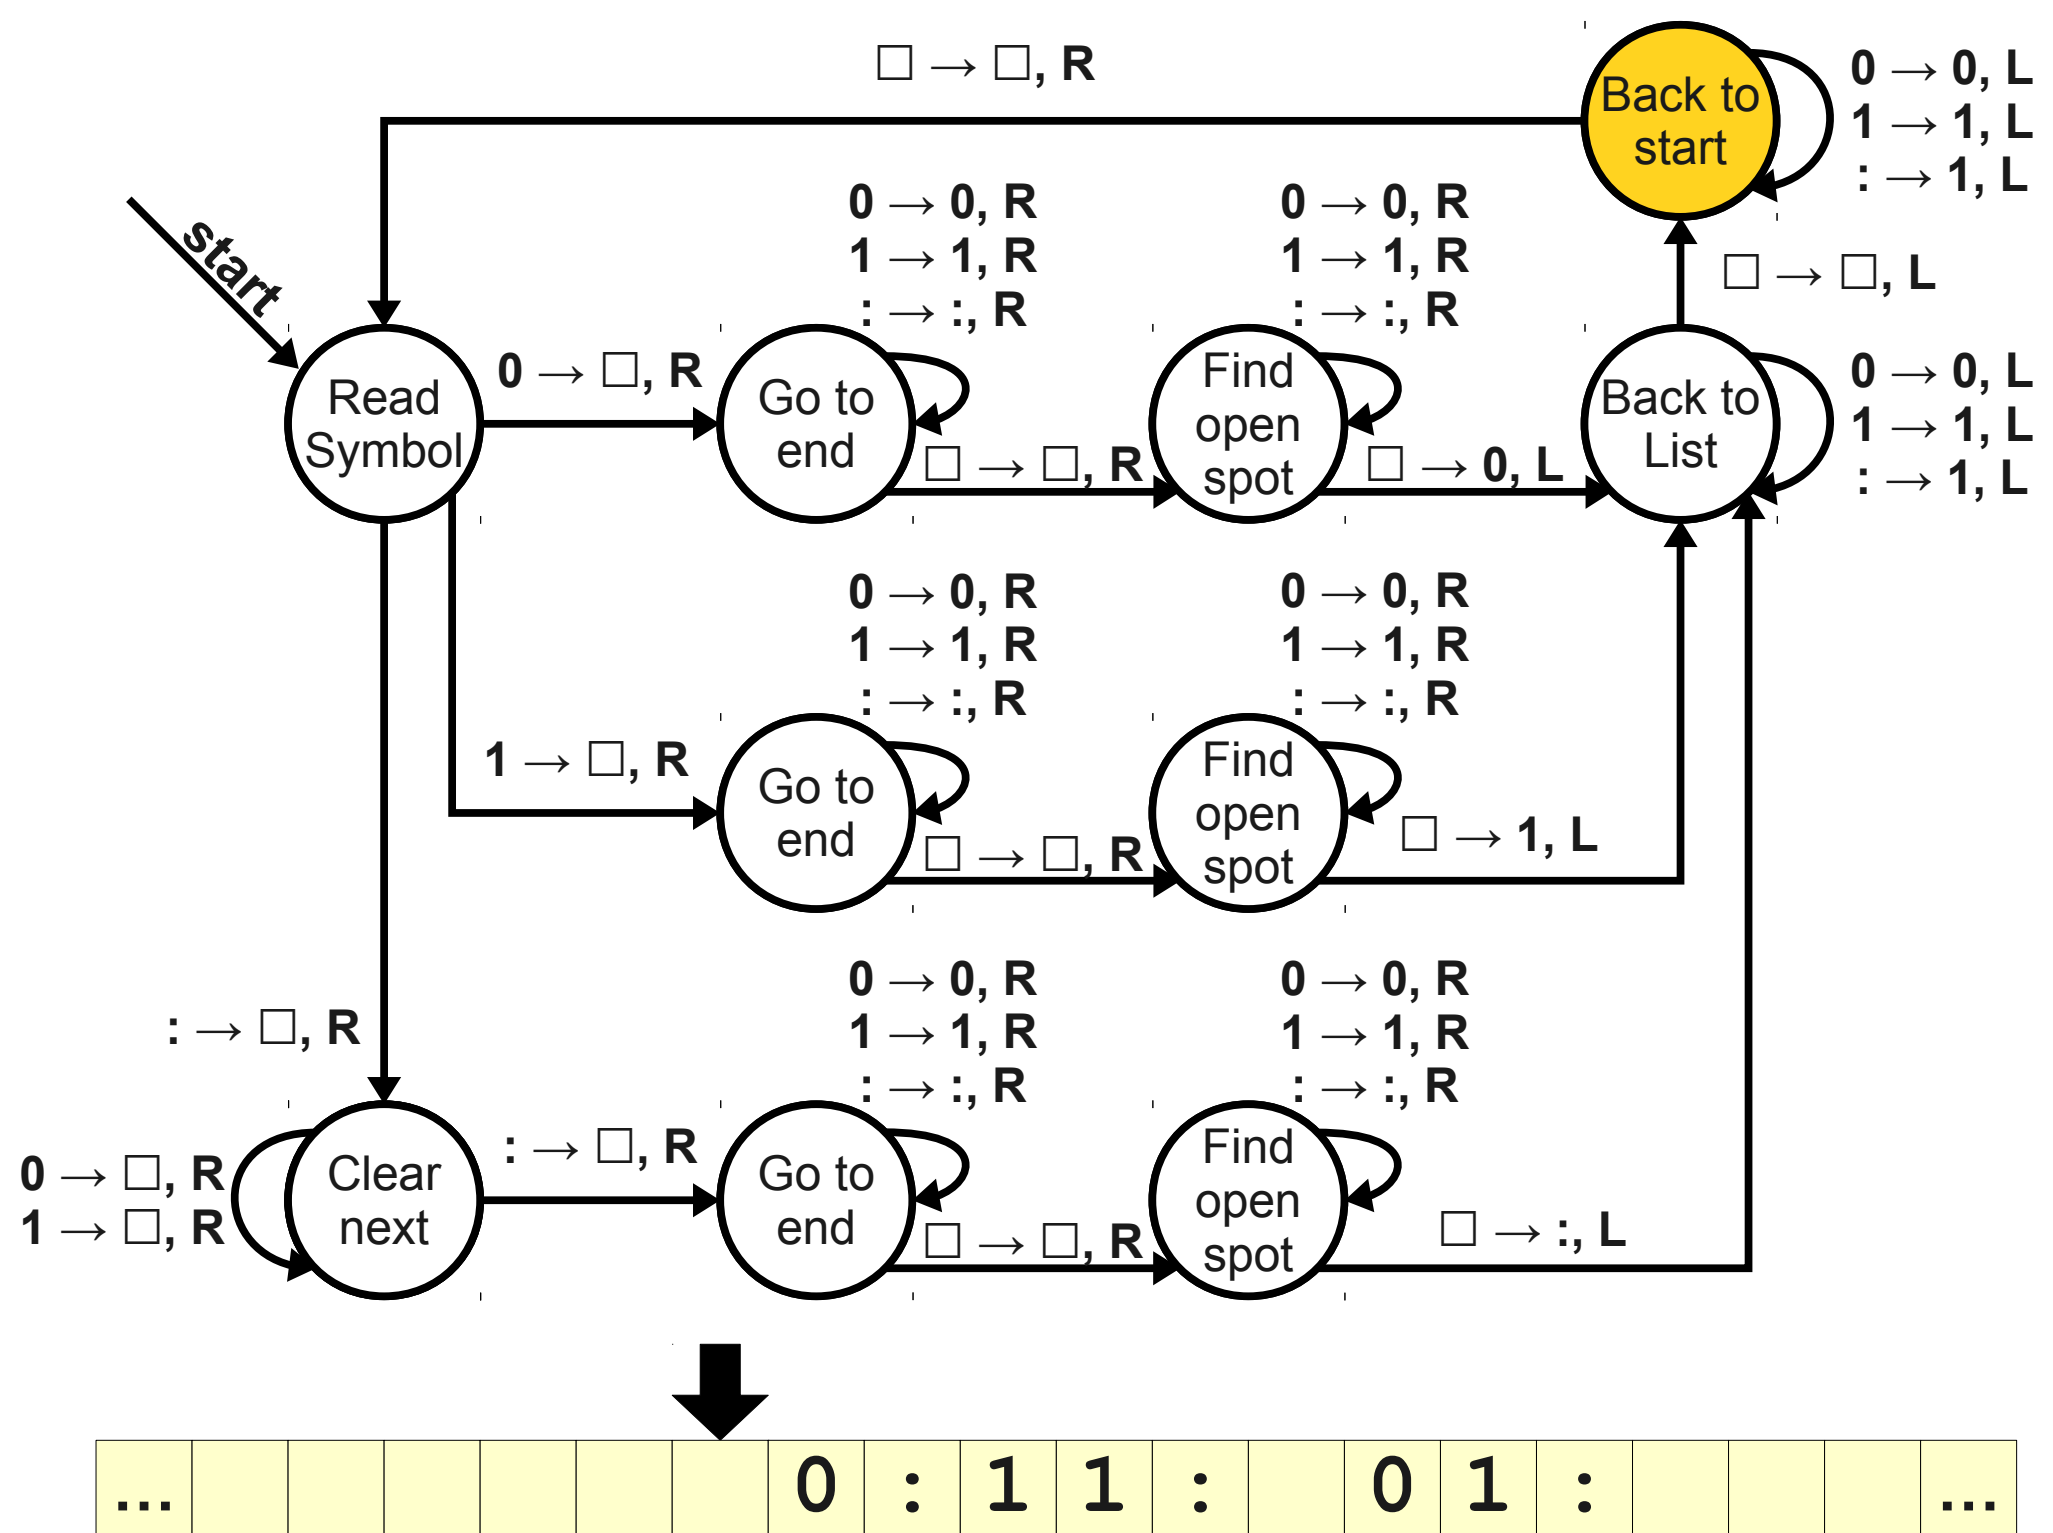 □ → □, R
Back to
start
0 → 0, L
1 → 1, L
: → 1, L
start
0 → 0, R
1 → 1, R
: → :, R
0 → 0, R
1 → 1, R
: → :, R
□ → □, L
Read
Symbol
0 → □, R
Go to
end
□ → □, R
Find
open
spot
□ → 0, L
Back to
List
0 → 0, L
1 → 1, L
: → 1, L
0 → 0, R
1 → 1, R
: → :, R
0 → 0, R
1 → 1, R
: → :, R
1 → □, R
Go to
end
□ → □, R
Find
open
spot
□ → 1, L
0 → 0, R
1 → 1, R
: → :, R
0 → 0, R
1 → 1, R
: → :, R
: → □, R
0 → □, R
1 → □, R
Clear
next
: → □, R
Go to
end
□ → □, R
Find
open
spot
□ → :, L
... 0 : 1 1 : 0 1 : ...